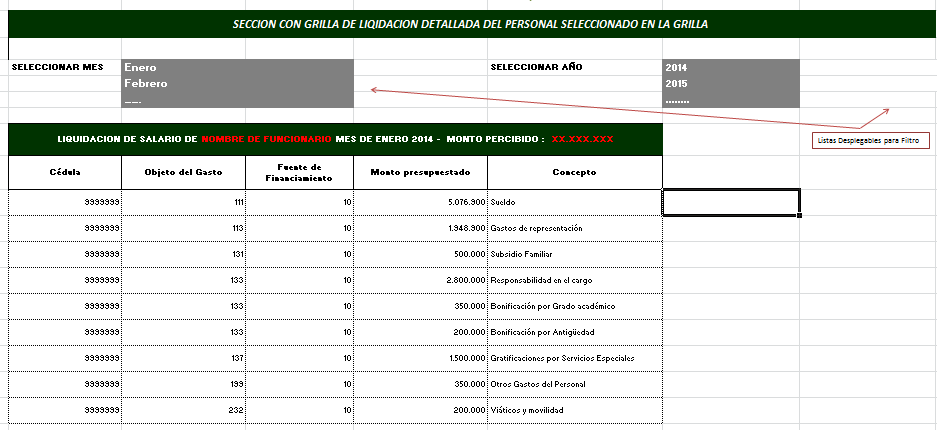 SECCION CON GRILLA DE LIQIDACION DETALLADA DEL PERSONAL SELECCIONADO EN LA GRILLA
SELECCIONAR MES Enero SELECCIONAR AÑO 2014
Febrero 2015
....... ........
Listas Desplegables para Filtro
LIQUIDACION DE SALARIO DE NOMBRE DE FUNCIONARIO MES DE ENERO 2014 - MONTO PERCIBIDO : XX.XXX.XXX
Cédula Objeto del Gasto Fuente de Financiamiento Monto presupuestado Concepto
9999999 111 10 5.076.900 Sueldo
9999999 113 10 1.948.900 Gastos de representación
9999999 131 10 500.000 Subsidio Familiar
9999999 133 10 2.800.000 Responsabilidad en el cargo
9999999 133 10 350.000 Bonificación por Grado académico
9999999 133 10 200.000 Bonificación por Antigüedad
9999999 137 10 1.500.000 Gratificaciones por Servicios Especiales
9999999 199 10 350.000 Otros Gastos del Personal
9999999 232 10 200.000 Viáticos y movilidad